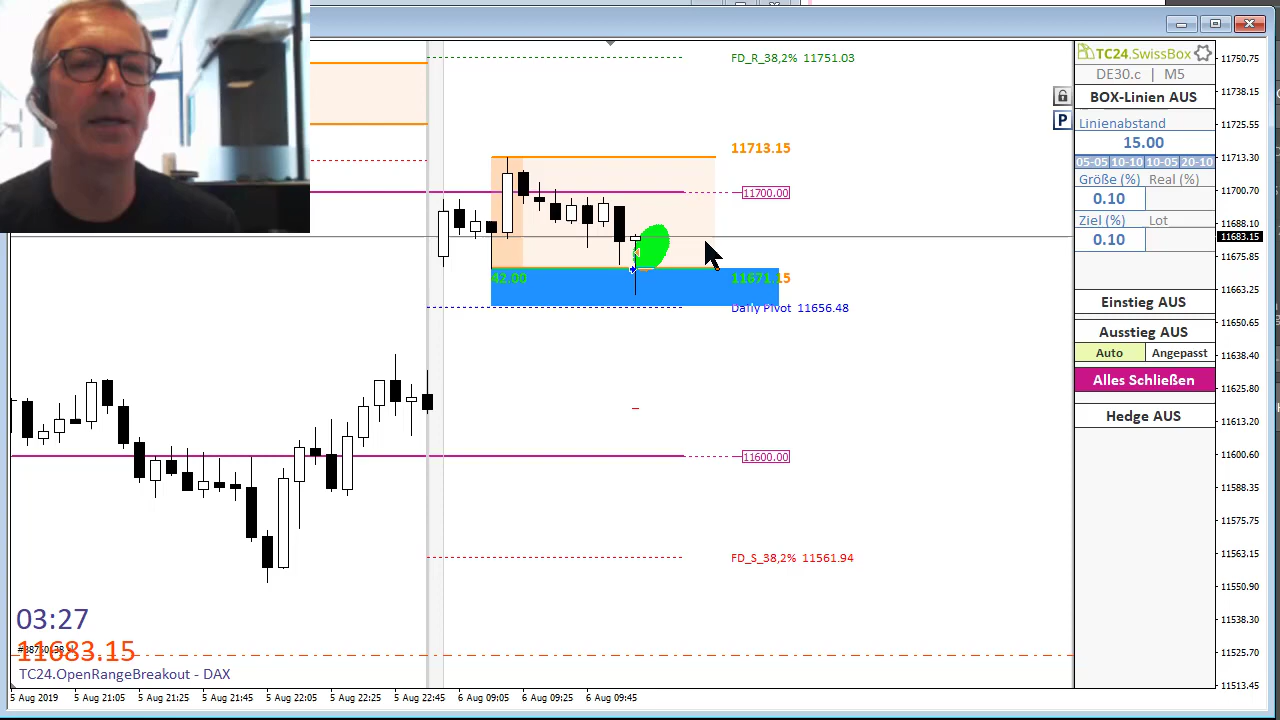 FD_R_38,2% 11751.03
11713.15
11700.00
42.00
11671.15
Daily Pivot 11656.48
11600.00
FD_S_38,2% 11561.94
P
TC24.SwissBox
DE30.c | M5
BOX-Linien AUS
Linienabstand
15.00
05-05 10-10 10-05 20-10
Größe (%) Real (%)
0.10
Ziel (%) Lot
0.10
Einstieg AUS
Ausstieg AUS
Auto Angepasst
Alles Schließen
Hedge AUS
11750.75
11738.15
11725.55
11713.30
11700.70
11688.10
11683.15
11675.85
11663.25
11650.65
11638.40
11625.80
11613.20
11600.60
11588.35
11575.75
11563.15
11550.90
11538.30
11525.70
11513.45
03:27
11683.15
TC24.OpenRangeBreakout - DAX
5 Aug 2019 5 Aug 21:05 5 Aug 21:25 5 Aug 21:45 5 Aug 22:05 5 Aug 22:25 5 Aug 22:45 6 Aug 09:05 6 Aug 09:25 6 Aug 09:45